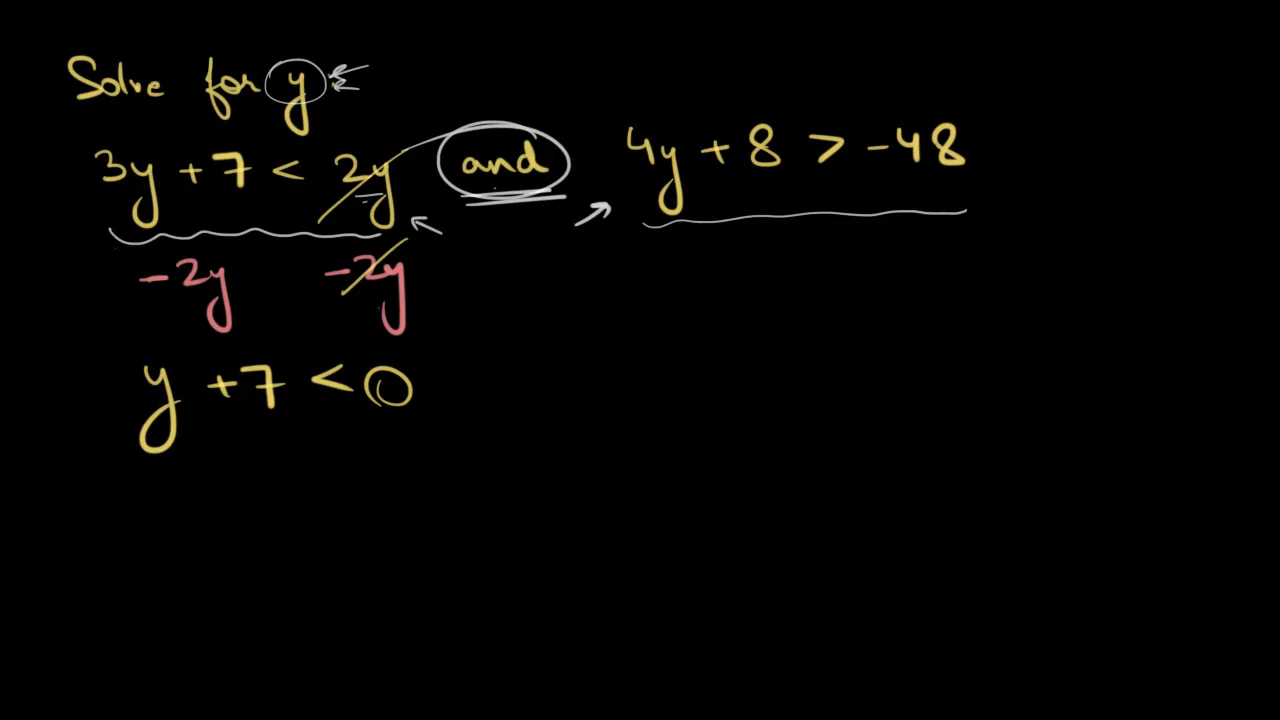 Solve for y
3y + 7 < 2y and 4y + 8 > -48
-2y -2y
y + 7 < 0